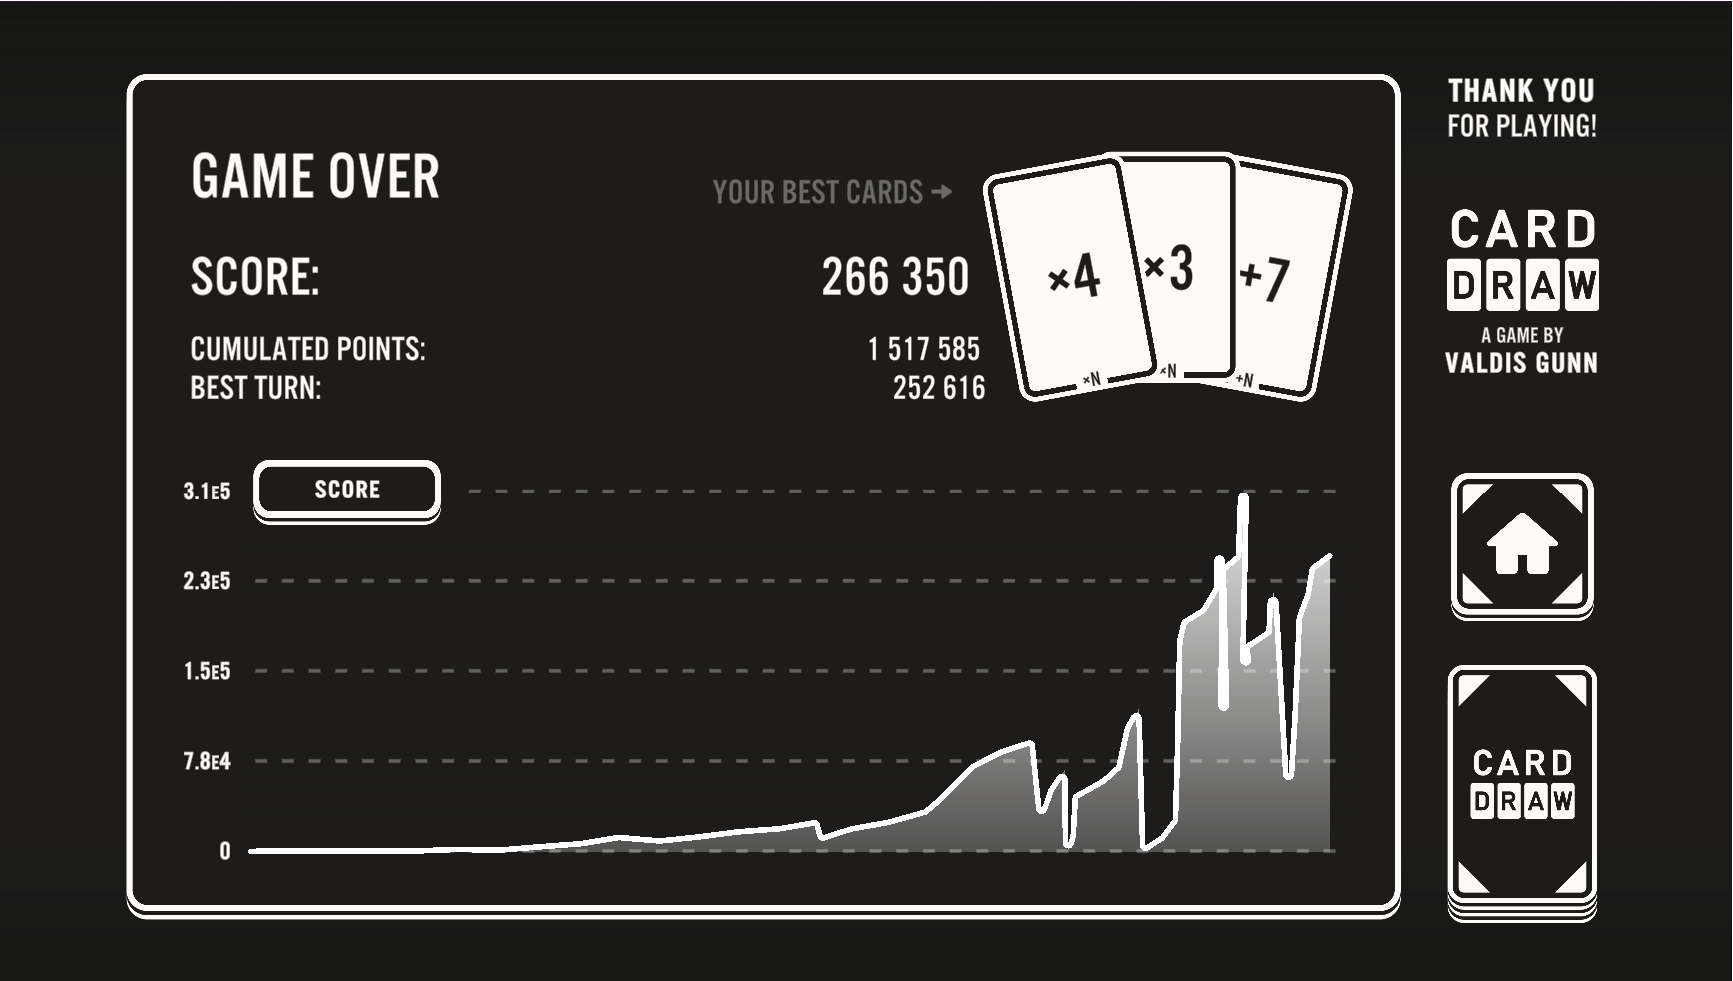 GAME OVER
YOUR BEST CARDS →
SCORE: 266 350
CUMULATED POINTS: 1 517 585
BEST TURN: 252 616
×4
×N
×3
×N
+7
+N
SCORE
3.1E5
2.3E5
1.5E5
7.8E4
0
THANK YOU
FOR PLAYING!
CARD
DRAW
A GAME BY
VALDIS GUNN
CARD
DRAW